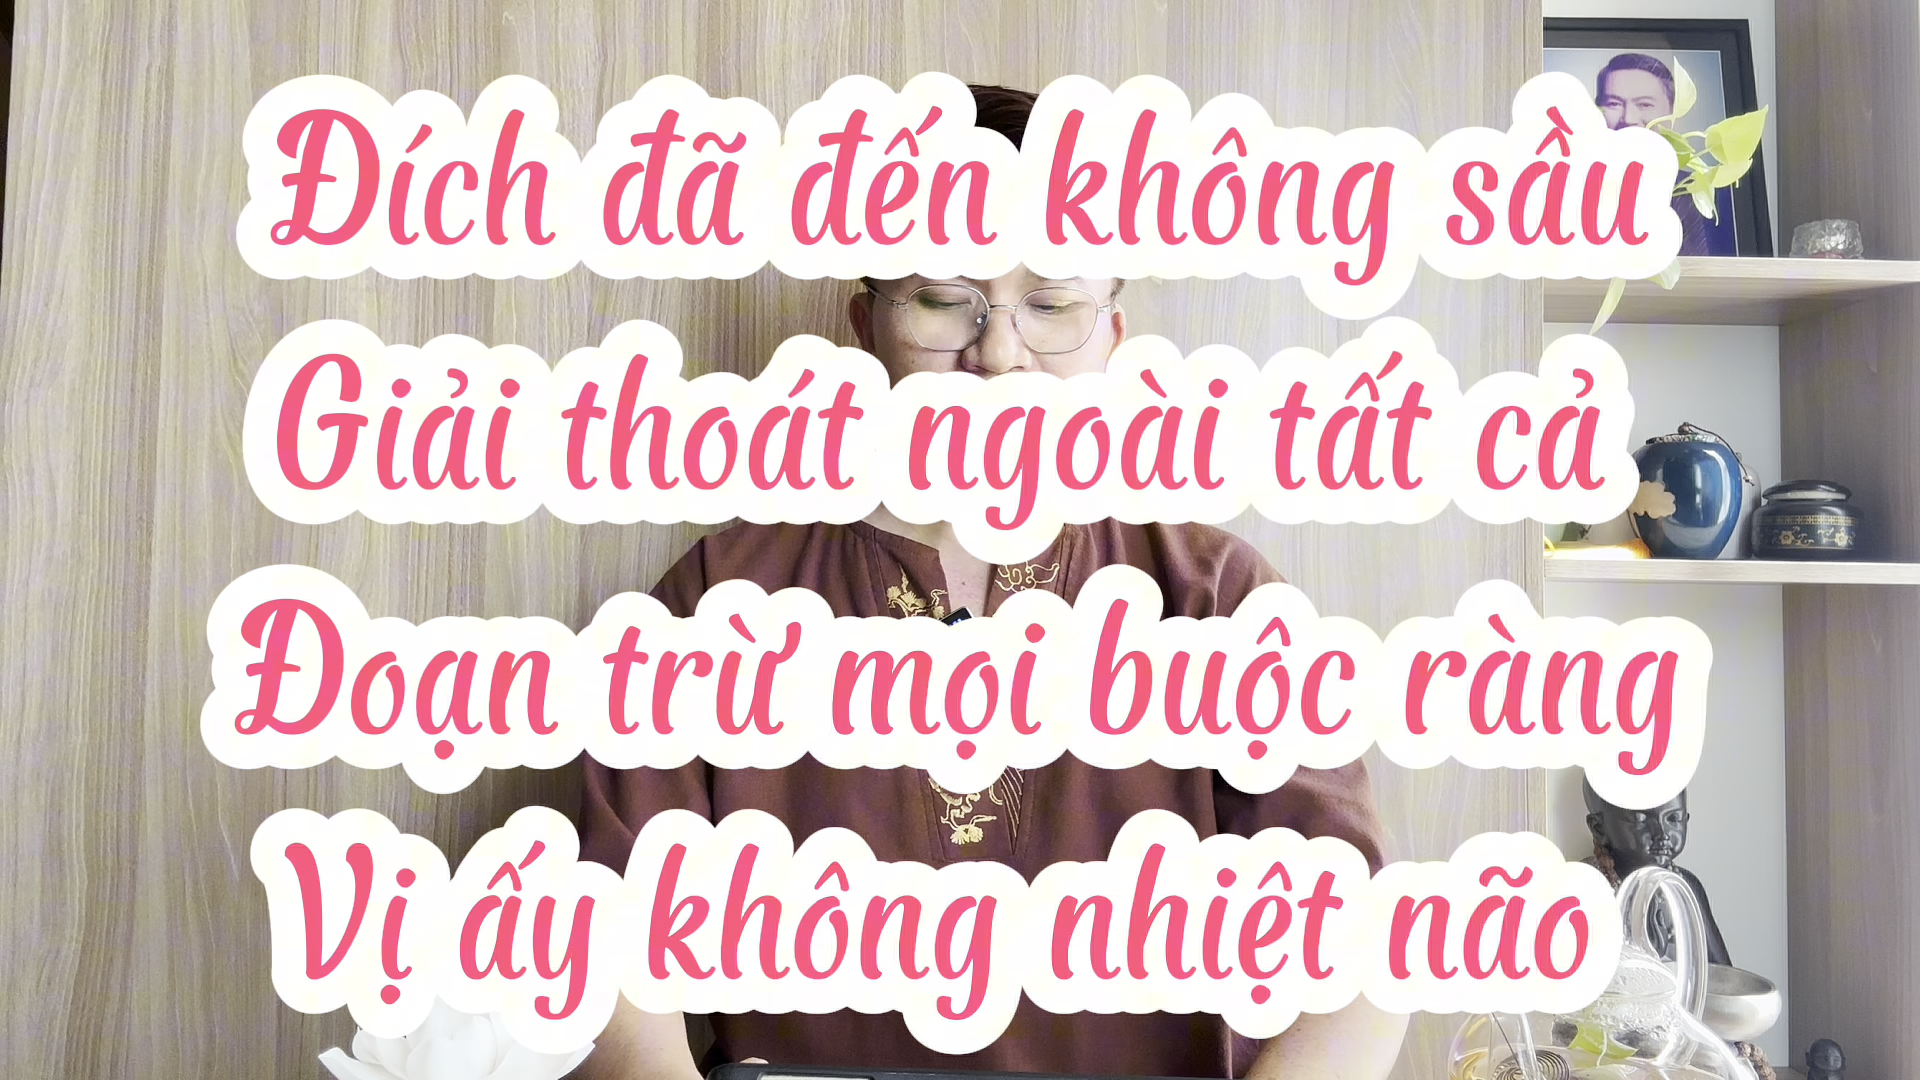 Đích đã đến không sầu
Giải thoát ngoài tất cả
Đoạn trừ mọi buộc ràng
Vị ấy không nhiệt não